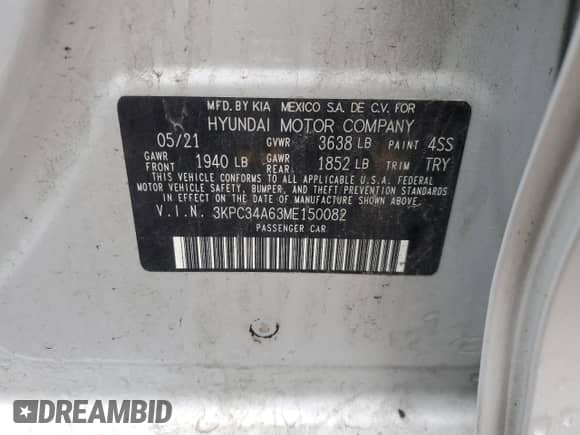 MFD. BY KIA MEXICO S.A. DE C.V. FOR
HYUNDAI MOTOR COMPANY
05/21 GVWR 3638 LB PAINT 4SS
GAWR FRONT 1940 LB GAWR REAR 1852 LB TRIM TRY
THIS VEHICLE CONFORMS TO ALL APPLICABLE U.S.A. FEDERAL
MOTOR VEHICLE SAFETY, BUMPER, AND THEFT PREVENTION STANDARDS
IN EFFECT ON THE DATE OF MANUFACTURE SHOWN ABOVE.
V.I.N. 3KPC34A63ME150082
PASSENGER CAR
DREAMBID